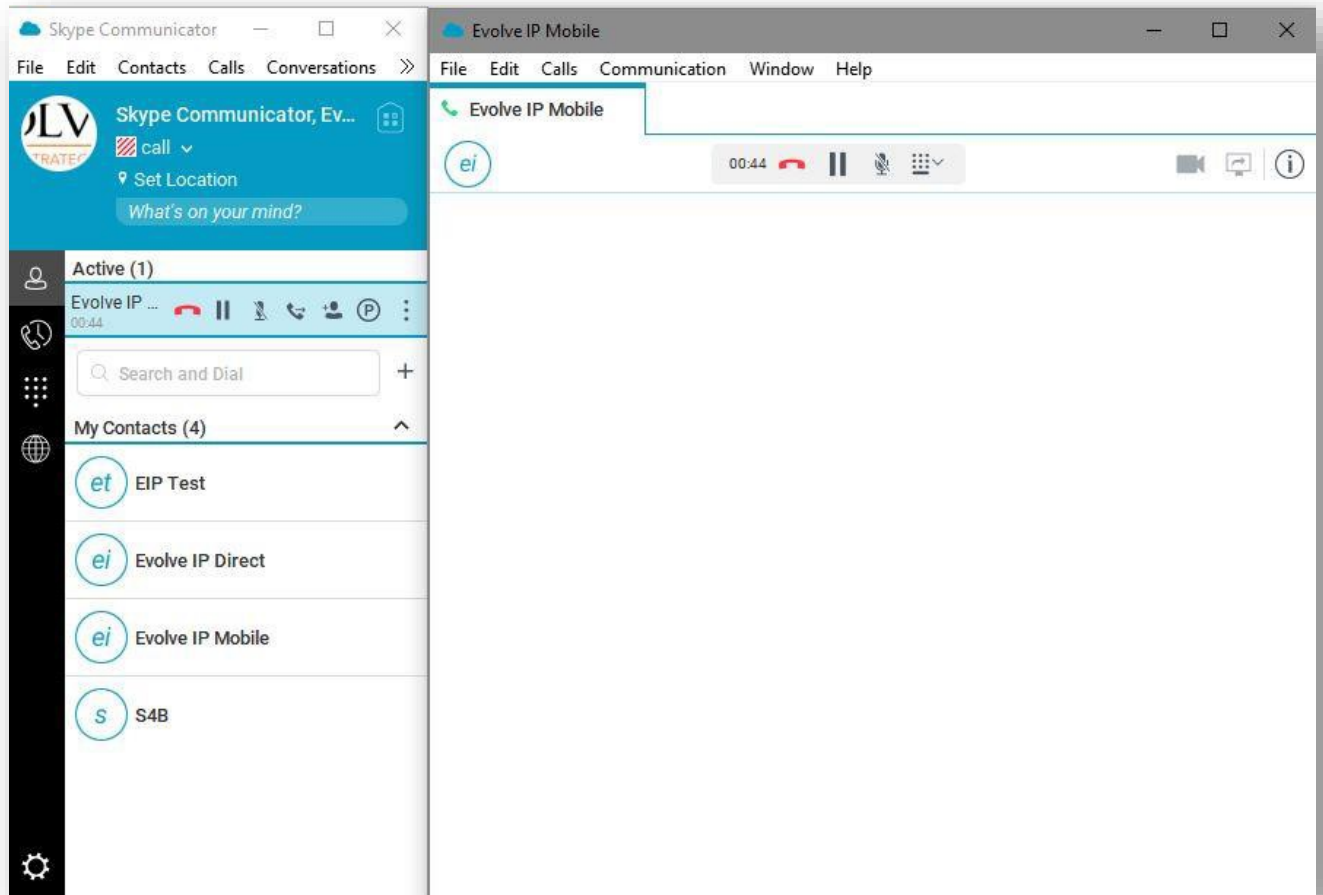 Skype Communicator
File Edit Contacts Calls Conversations »
OLV
TRATEC
Skype Communicator, Ev...
call
Set Location
What's on your mind?
Active (1)
Evolve IP ...
00:44
P
Search and Dial
My Contacts (4)
et EIP Test
ei Evolve IP Direct
ei Evolve IP Mobile
s S4B
Evolve IP Mobile
File Edit Calls Communication Window Help
Evolve IP Mobile
ei 00:44